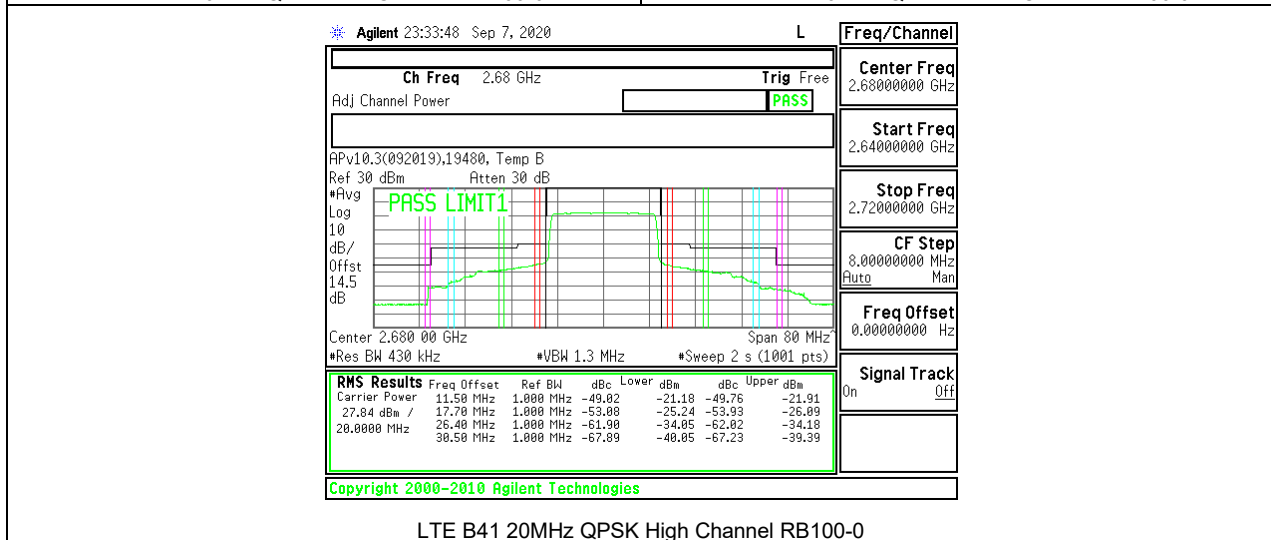 Agilent 23:33:48 Sep 7, 2020 L
Freq/Channel
Ch Freq 2.68 GHz Trig Free
Adj Channel Power PASS
APv10.3(092019),19480, Temp B
Ref 30 dBm Atten 30 dB
#Avg
Log
10
dB/
Offst
14.5
dB
PASS LIMIT1
Center 2.680 00 GHz Span 80 MHz^
#Res BW 430 kHz #VBW 1.3 MHz #Sweep 2 s (1001 pts)
RMS Results Freq Offset Ref BW dBc Lower dBm dBc Upper dBm
Carrier Power 11.50 MHz 1.000 MHz -49.02 -21.18 -49.76 -21.91
27.84 dBm / 17.70 MHz 1.000 MHz -53.08 -25.24 -53.93 -26.09
20.0000 MHz 26.40 MHz 1.000 MHz -61.90 -34.05 -62.02 -34.18
30.50 MHz 1.000 MHz -67.89 -40.05 -67.23 -39.39
Copyright 2000-2010 Agilent Technologies
Center Freq
2.68000000 GHz
Start Freq
2.64000000 GHz
Stop Freq
2.72000000 GHz
CF Step
8.00000000 MHz
Auto Man
Freq Offset
0.00000000 Hz
Signal Track
On Off
LTE B41 20MHz QPSK High Channel RB100-0